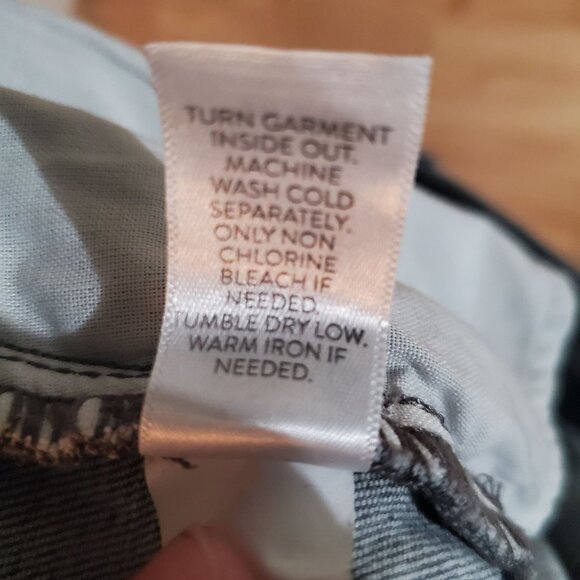 TURN GARMENT
INSIDE OUT.
MACHINE
WASH COLD
SEPARATELY.
ONLY NON
CHLORINE
BLEACH IF
NEEDED.
TUMBLE DRY LOW.
WARM IRON IF
NEEDED.